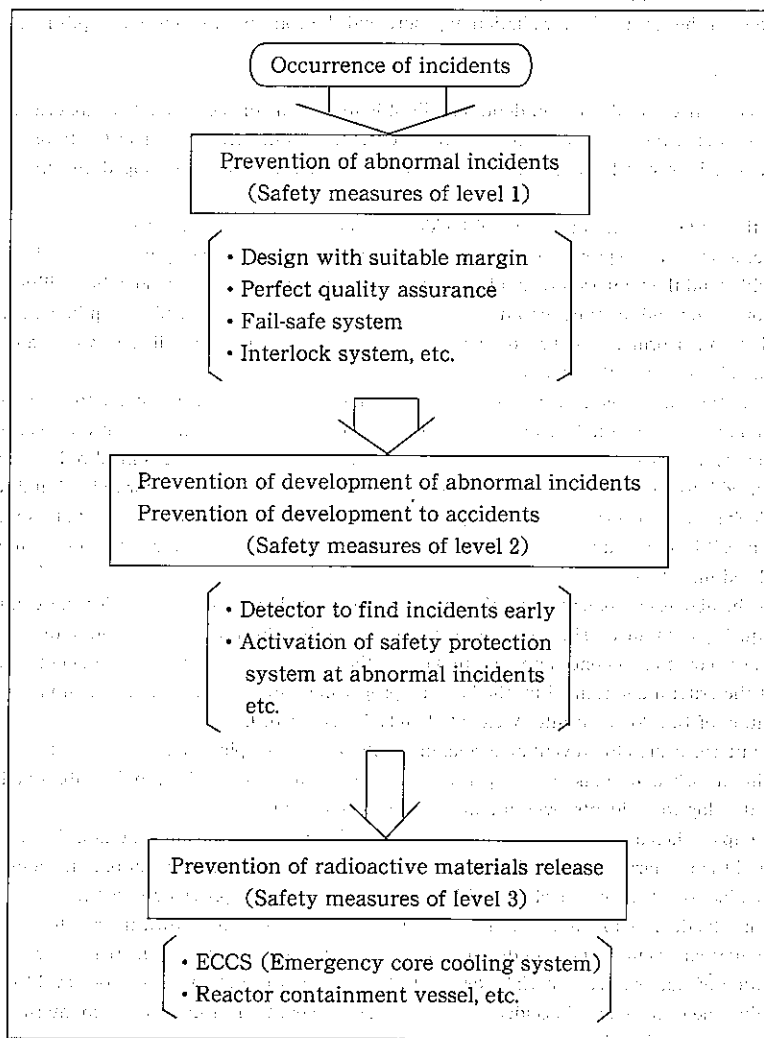 Occurrence of incidents
Prevention of abnormal incidents
(Safety measures of level 1)
・Design with suitable margin
・Perfect quality assurance
・Fail-safe system
・Interlock system, etc.
Prevention of development of abnormal incidents
Prevention of development to accidents
(Safety measures of level 2)
・Detector to find incidents early
・Activation of safety protection
system at abnormal incidents
etc.
Prevention of radioactive materials release
(Safety measures of level 3)
・ECCS (Emergency core cooling system)
・Reactor containment vessel, etc.